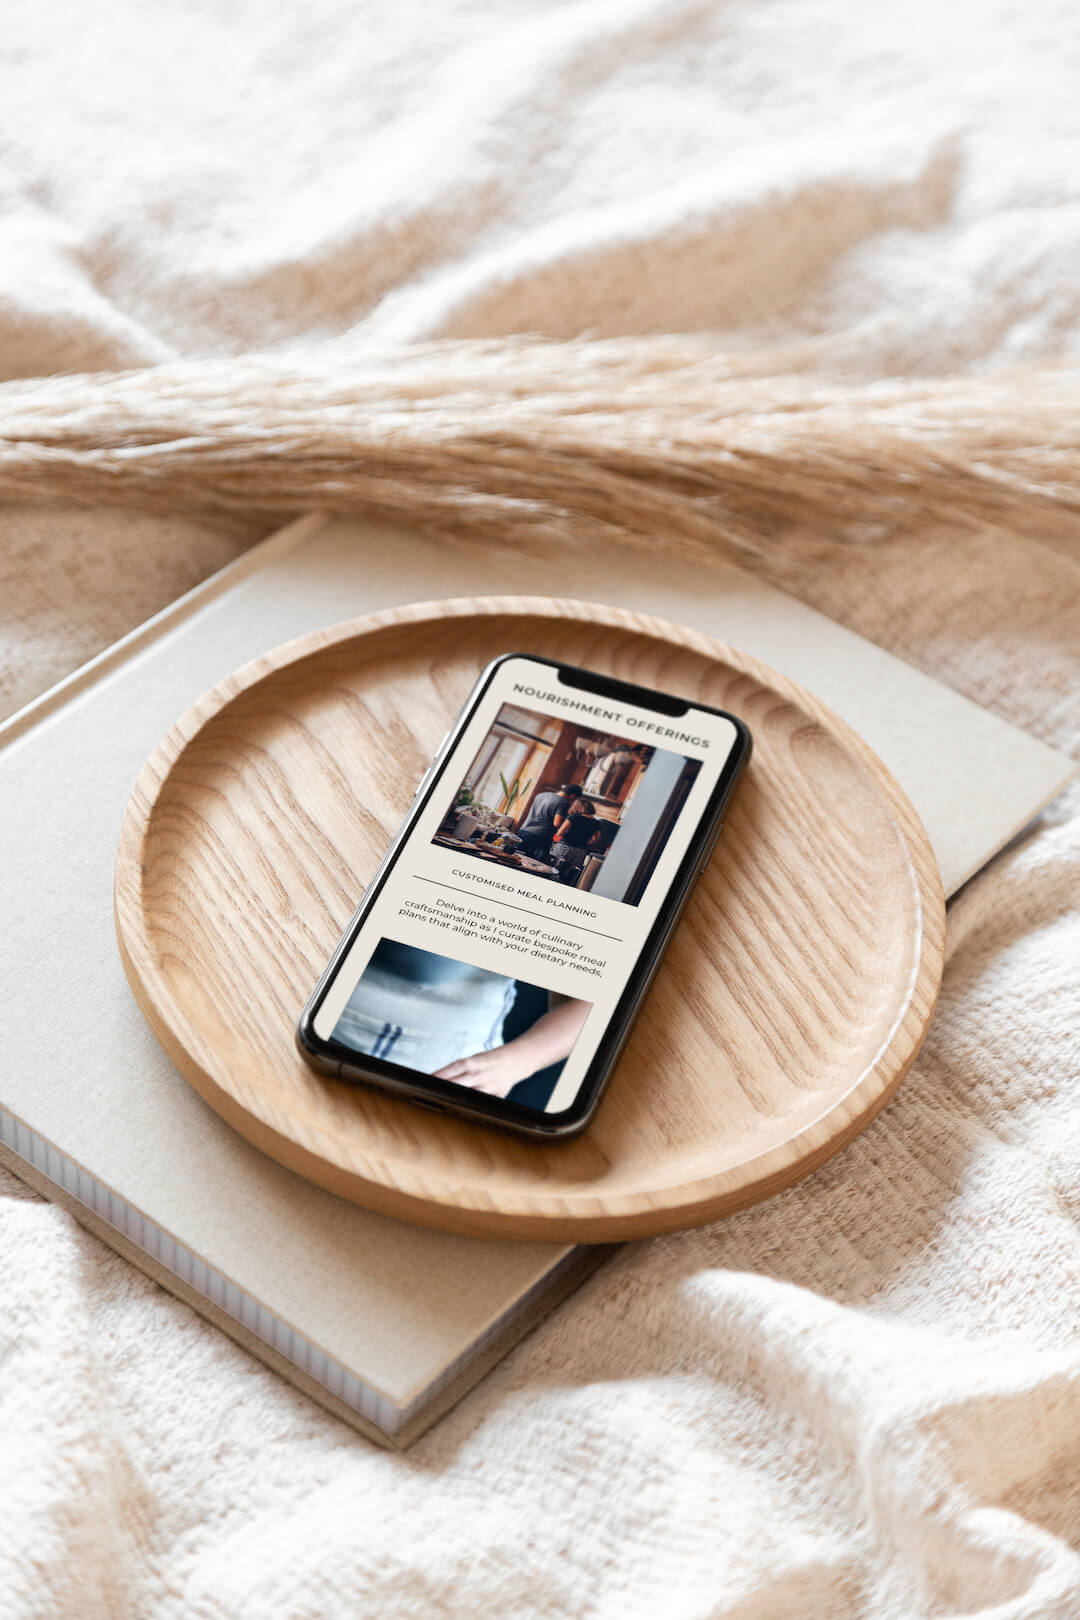 NOURISHMENT OFFERINGS
CUSTOMISED MEAL PLANNING
Delve into a world of culinary
craftsmanship as I curate bespoke meal
plans that align with your dietary needs,